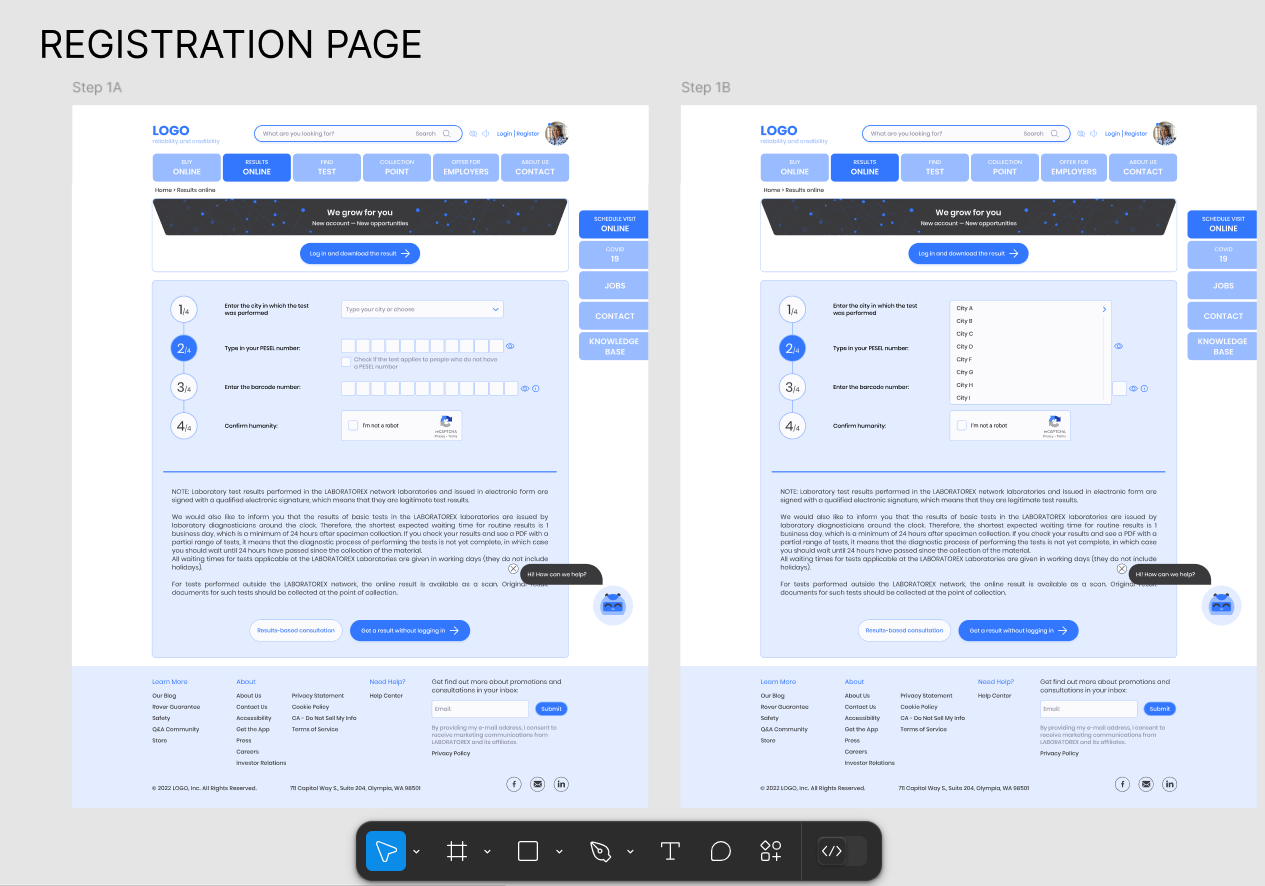 REGISTRATION PAGE
Step 1A
LOGO
reliability and credibility
What are you looking for?
Search
Login | Register
BUY
ONLINE
RESULTS
ONLINE
FIND
TEST
COLLECTION
POINT
OFFER FOR
EMPLOYERS
ABOUT US
CONTACT
Home > Results online
We grow for you
New account — New opportunities
Log in and download the result
SCHEDULE VISIT
ONLINE
COVID
19
JOBS
CONTACT
KNOWLEDGE
BASE
1/4
Enter the city in which the test
was performed
Type your city or choose
2/4
Type in your PESEL number:
Check if the test applies to people who do not have
a PESEL number
3/4
Enter the barcode number:
4/4
Confirm humanity:
I'm not a robot
reCAPTCHA
Privacy - Terms
NOTE: Laboratory test results performed in the LABORATOREX network laboratories and issued in electronic form are
signed with a qualified electronic signature, which means that they are legitimate test results.
We would also like to inform you that the results of basic tests in the LABORATOREX laboratories are issued by
laboratory diagnosticians around the clock. Therefore, the shortest expected waiting time for routine results is 1
business day, which is a minimum of 24 hours after specimen collection. If you check your results and see a PDF with a
partial range of tests, it means that the diagnostic process of performing the tests is not yet complete, in which case
you should wait until 24 hours have passed since the collection of the material.
All waiting times for tests applicable at the LABORATOREX Laboratories are given in working days (they do not include
holidays).
For tests performed outside the LABORATOREX network, the online result is available as a scan. Original result
documents for such tests should be collected at the point of collection.
Hi! How can we help?
Results-based consultation
Get a result without logging in
Learn More
Our Blog
Rover Guarantee
Safety
Q&A Community
Store
About
About Us
Contact Us
Accessibility
Get the App
Press
Careers
Investor Relations
Privacy Statement
Cookie Policy
CA - Do Not Sell My Info
Terms of Service
Need Help?
Help Center
Get find out more about promotions and
consultations in your inbox:
Email:
Submit
By providing my e-mail address, I consent to
receive marketing communications from
LABORATOREX and its affiliates.
Privacy Policy
© 2022 LOGO, Inc. All Rights Reserved.
711 Capitol Way S., Suite 204, Olympia, WA 98501
f
in
Step 1B
LOGO
reliability and credibility
What are you looking for?
Search
Login | Register
BUY
ONLINE
RESULTS
ONLINE
FIND
TEST
COLLECTION
POINT
OFFER FOR
EMPLOYERS
ABOUT US
CONTACT
Home > Results online
We grow for you
New account — New opportunities
Log in and download the result
SCHEDULE VISIT
ONLINE
COVID
19
JOBS
CONTACT
KNOWLEDGE
BASE
1/4
Enter the city in which the test
was performed
City A
City B
City C
City D
City F
City G
City H
City I
2/4
Type in your PESEL number:
3/4
Enter the barcode number:
4/4
Confirm humanity:
I'm not a robot
reCAPTCHA
Privacy - Terms
NOTE: Laboratory test results performed in the LABORATOREX network laboratories and issued in electronic form are
signed with a qualified electronic signature, which means that they are legitimate test results.
We would also like to inform you that the results of basic tests in the LABORATOREX laboratories are issued by
laboratory diagnosticians around the clock. Therefore, the shortest expected waiting time for routine results is 1
business day, which is a minimum of 24 hours after specimen collection. If you check your results and see a PDF with a
partial range of tests, it means that the diagnostic process of performing the tests is not yet complete, in which case
you should wait until 24 hours have passed since the collection of the material.
All waiting times for tests applicable at the LABORATOREX Laboratories are given in working days (they do not include
holidays).
For tests performed outside the LABORATOREX network, the online result is available as a scan. Original result
documents for such tests should be collected at the point of collection.
Hi! How can we help?
Results-based consultation
Get a result without logging in
Learn More
Our Blog
Rover Guarantee
Safety
Q&A Community
Store
About
About Us
Contact Us
Accessibility
Get the App
Press
Careers
Investor Relations
Privacy Statement
Cookie Policy
CA - Do Not Sell My Info
Terms of Service
Need Help?
Help Center
Get find out more about promotions and
consultations in your inbox:
Email:
Submit
By providing my e-mail address, I consent to
receive marketing communications from
LABORATOREX and its affiliates.
Privacy Policy
© 2022 LOGO, Inc. All Rights Reserved.
711 Capitol Way S., Suite 204, Olympia, WA 98501
f
in